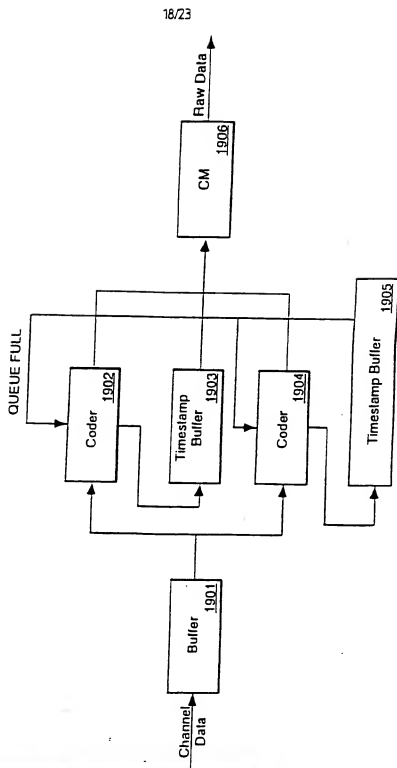 18/23
Channel
Data
Buffer
1901
QUEUE FULL
Coder
1902
Timestamp
Buffer
1903
Coder
1904
Timestamp Buffer
1905
CM
1906
Raw Data